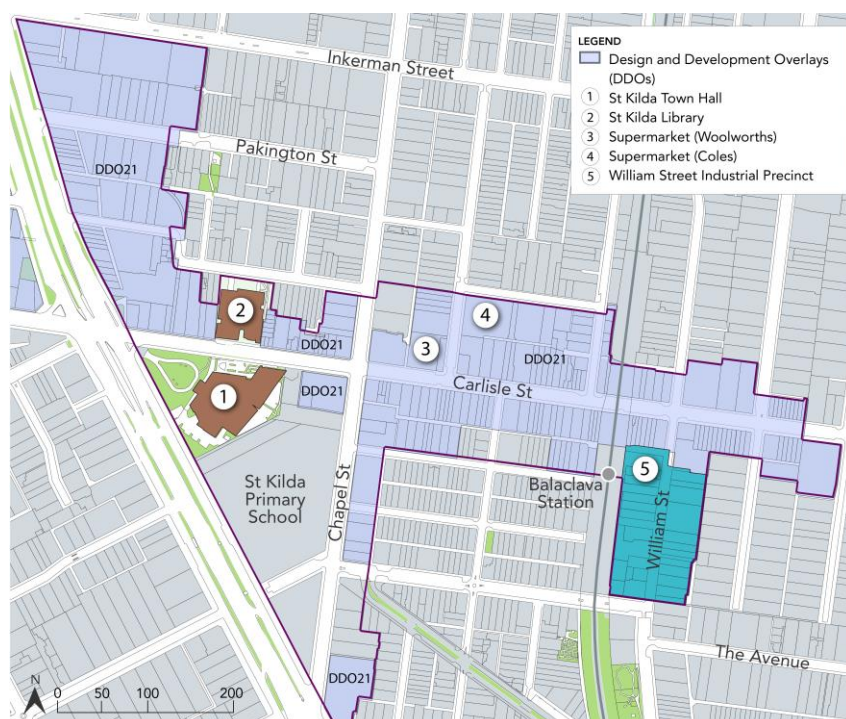 LEGEND
Design and Development Overlays
(DDOs)
1 St Kilda Town Hall
2 St Kilda Library
3 Supermarket (Woolworths)
4 Supermarket (Coles)
5 William Street Industrial Precinct
Inkerman Street
Pakington St
DDO21
2
DDO21
4
3
DDO21
Carlisle St
1
DDO21
St Kilda
Primary
School
Chapel St
Balaclava
Station
5
William St
The Avenue
DDO21
N
0 50 100 200